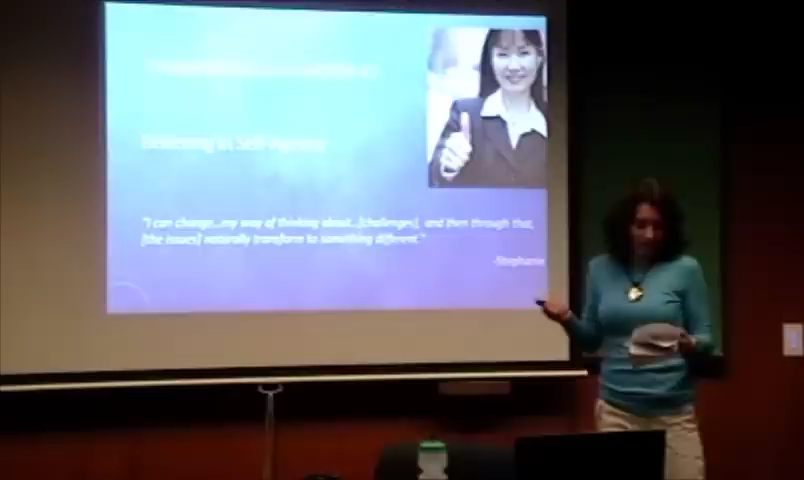 Believing in Self-Agency
"I can change...my way of thinking about...[challenges], and then through that,
[the issues] naturally transform to something different."
-Stephanie